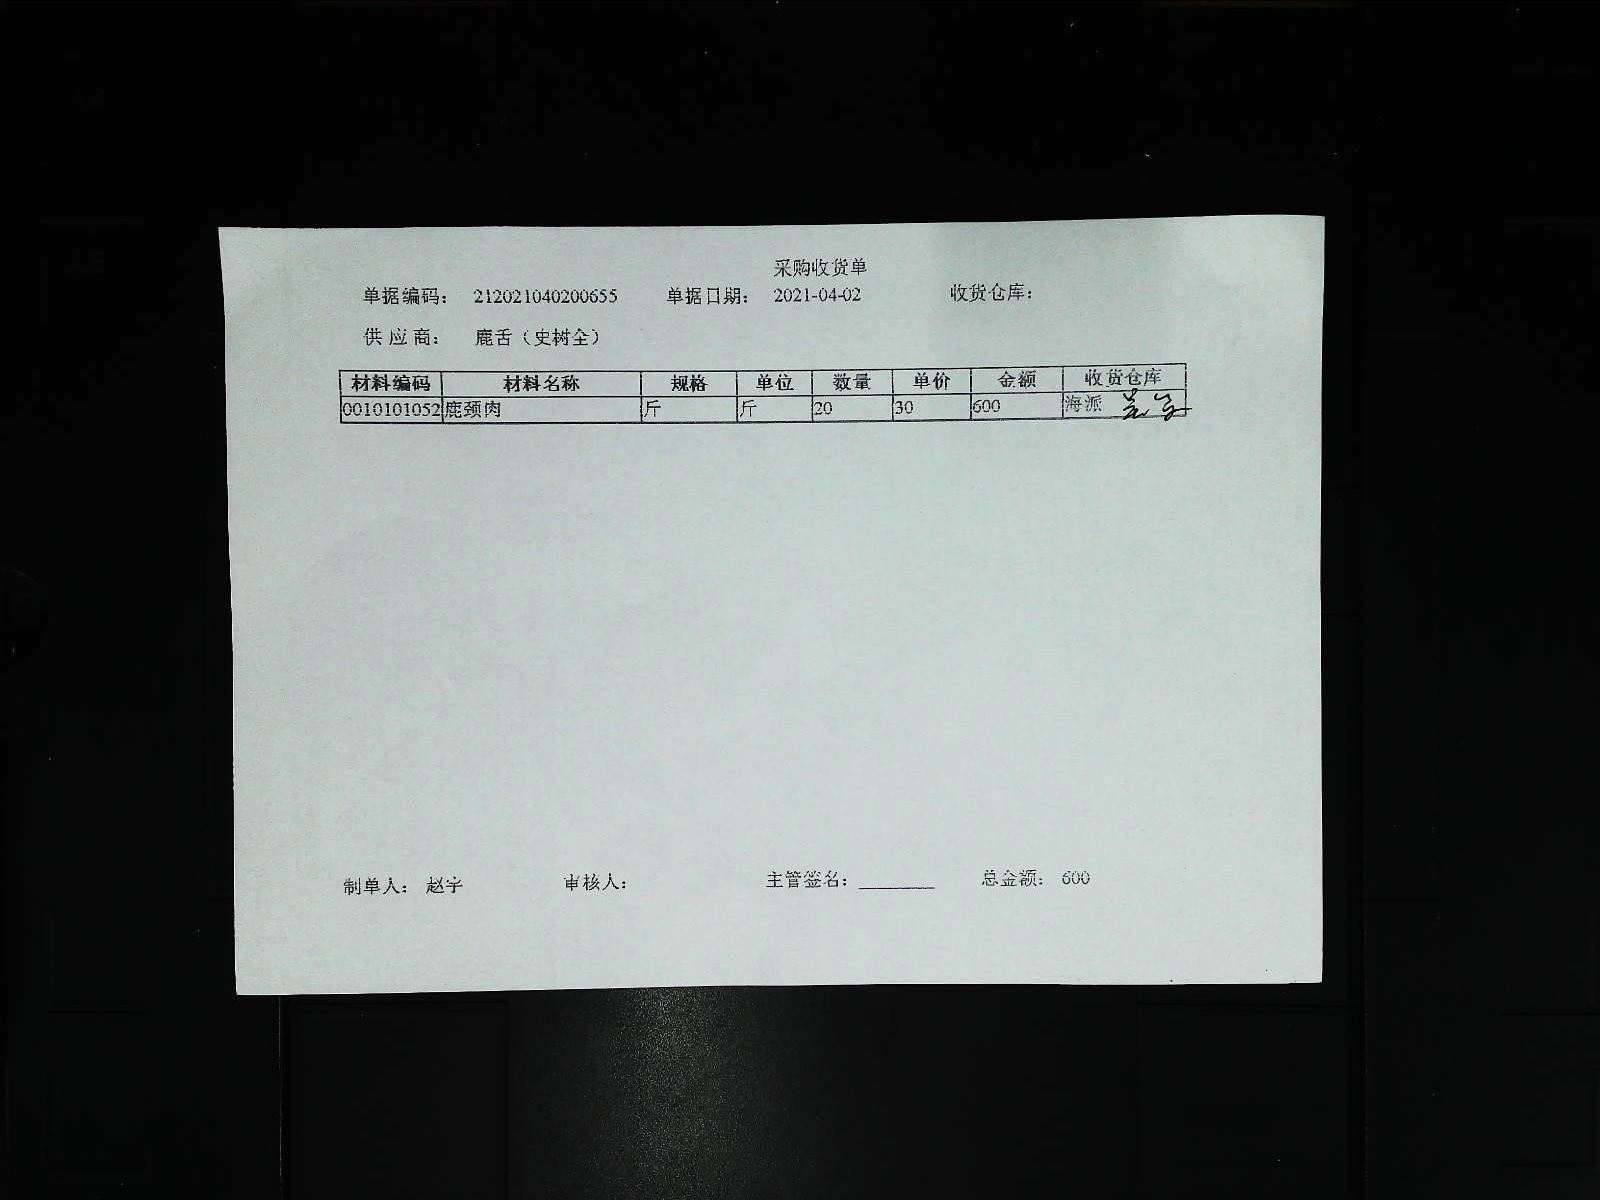 采购收货单
单据编码： 212021040200655 单据日期： 2021-04-02 收货仓库：
供应商： 鹿舌（史树全）
材料编码 材料名称 规格 单位 数量 单价 金额 收货仓库
0010101052 鹿颈肉 斤 斤 20 30 600 海派
制单人： 赵宇 审核人： 主管签名：________ 总金额： 600